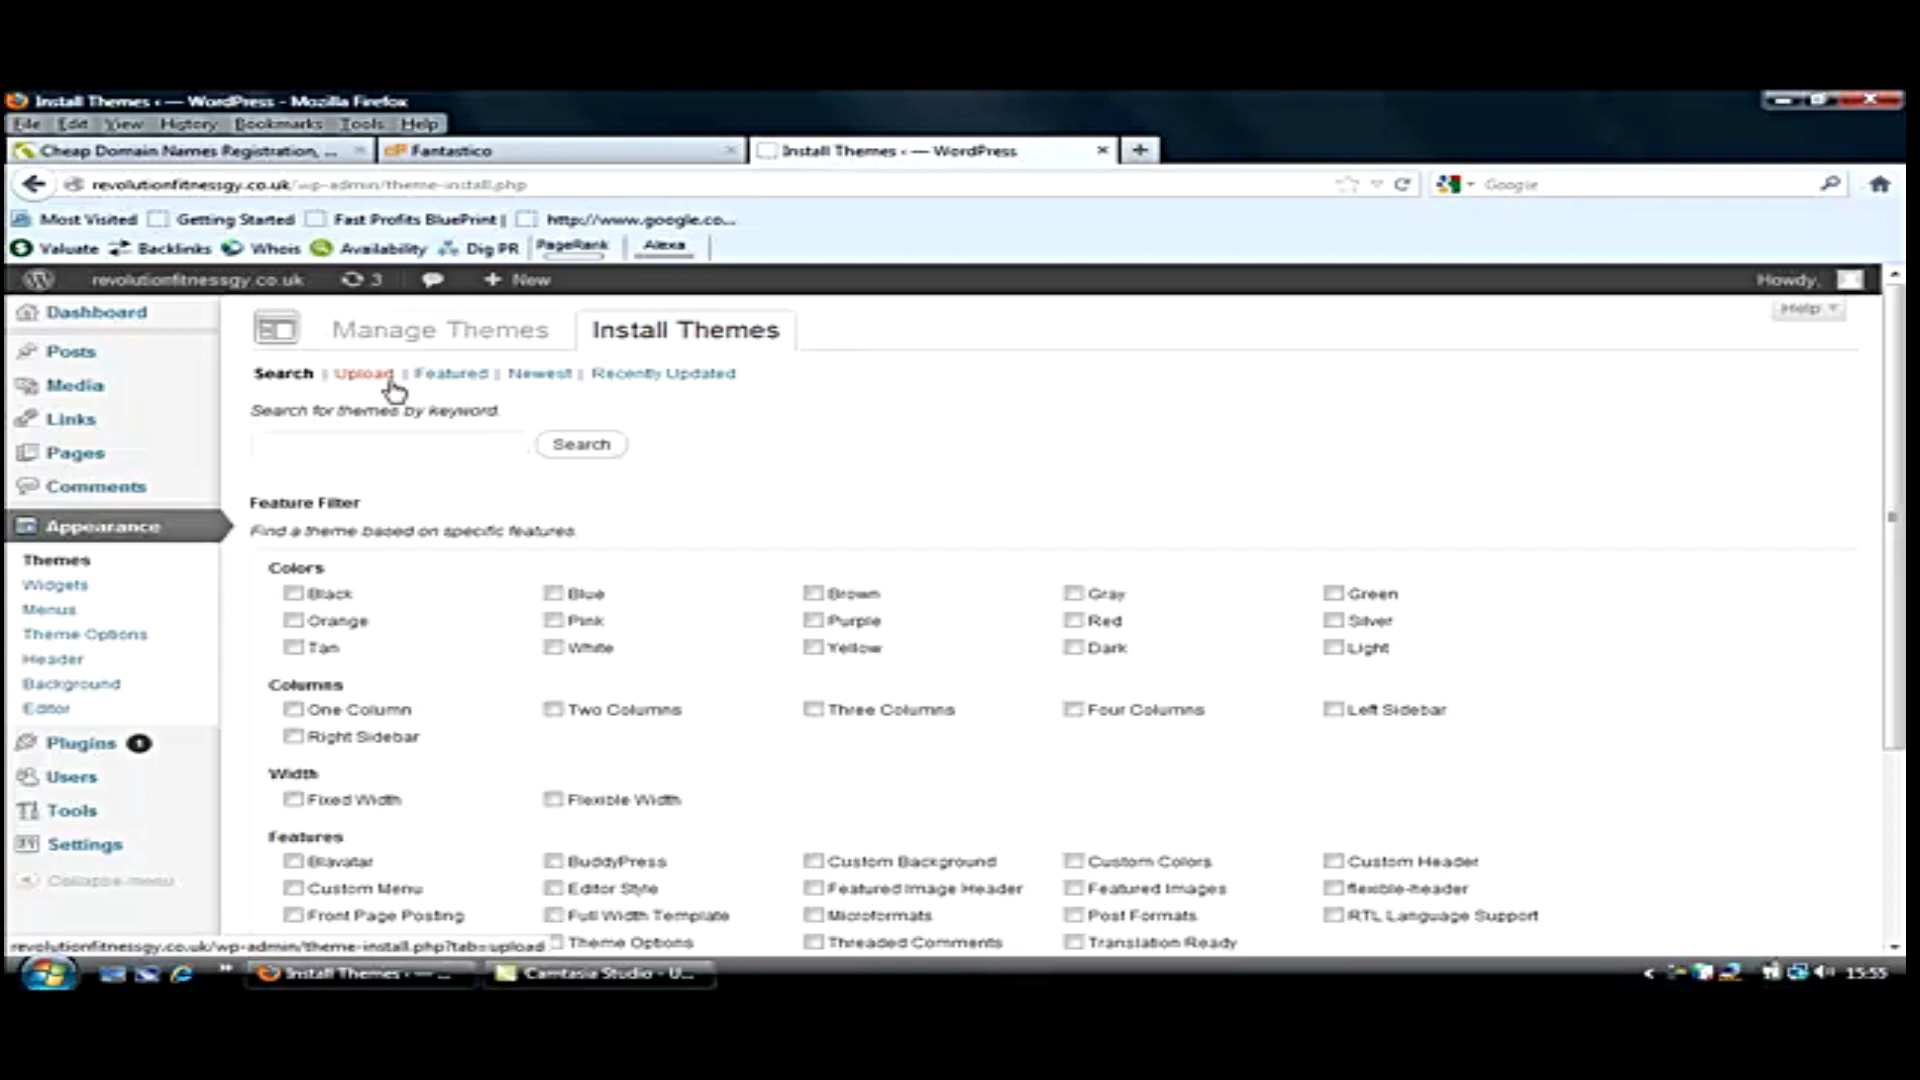 Install Themes ‹ — WordPress - Mozilla Firefox
File Edit View History Bookmarks Tools Help
Cheap Domain Names Registration, ... Fantastico Install Themes ‹ — WordPress
revolutionfitnessgy.co.uk/wp-admin/theme-install.php Google
Most Visited Getting Started Fast Profits BluePrint | http://www.google.co...
Valuate Backlinks Whois Availability Dig PR PageRank Alexa
revolutionfitnessgy.co.uk 3 + New Howdy,
Help
Dashboard
Posts
Media
Links
Pages
Comments
Appearance
Themes
Widgets
Menus
Theme Options
Header
Background
Editor
Plugins 1
Users
Tools
Settings
Collapse menu
Manage Themes Install Themes
Search | Upload | Featured | Newest | Recently Updated
Search for themes by keyword.
Search
Feature Filter
Find a theme based on specific features.
Colors
Black Blue Brown Gray Green
Orange Pink Purple Red Silver
Tan White Yellow Dark Light
Columns
One Column Two Columns Three Columns Four Columns Left Sidebar
Right Sidebar
Width
Fixed Width Flexible Width
Features
Blavatar BuddyPress Custom Background Custom Colors Custom Header
Custom Menu Editor Style Featured Image Header Featured Images flexible-header
Front Page Posting Full Width Template Microformats Post Formats RTL Language Support
Theme Options Threaded Comments Translation Ready
revolutionfitnessgy.co.uk/wp-admin/theme-install.php?tab=upload
Install Themes ‹ — ... Camtasia Studio - U... 15:55